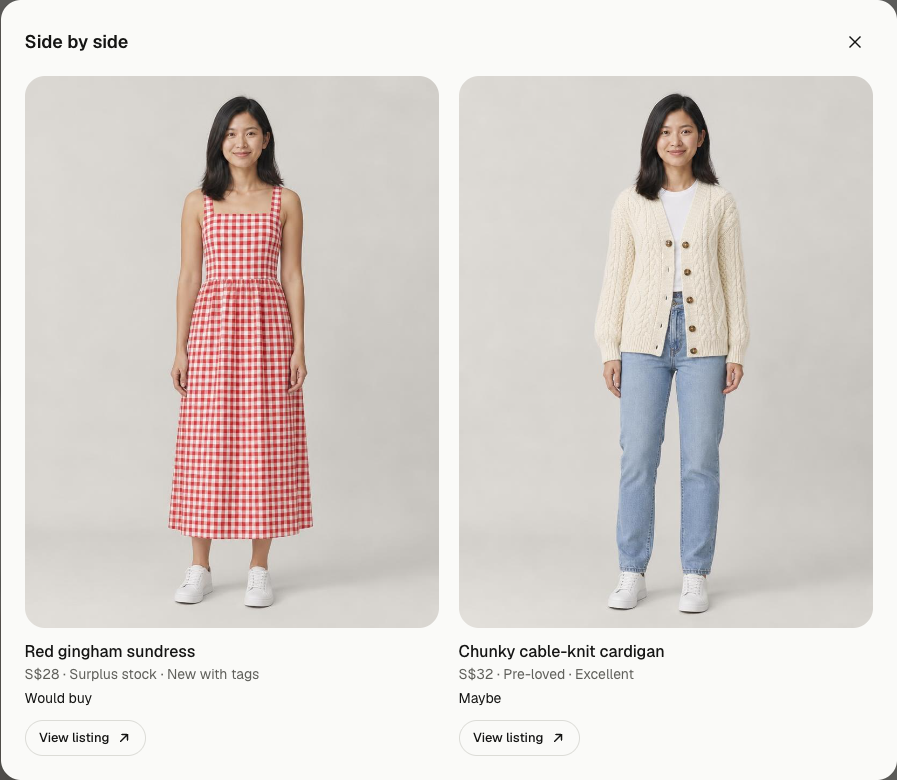 Side by side
Red gingham sundress
S$28 · Surplus stock · New with tags
Would buy
View listing
Chunky cable-knit cardigan
S$32 · Pre-loved · Excellent
Maybe
View listing